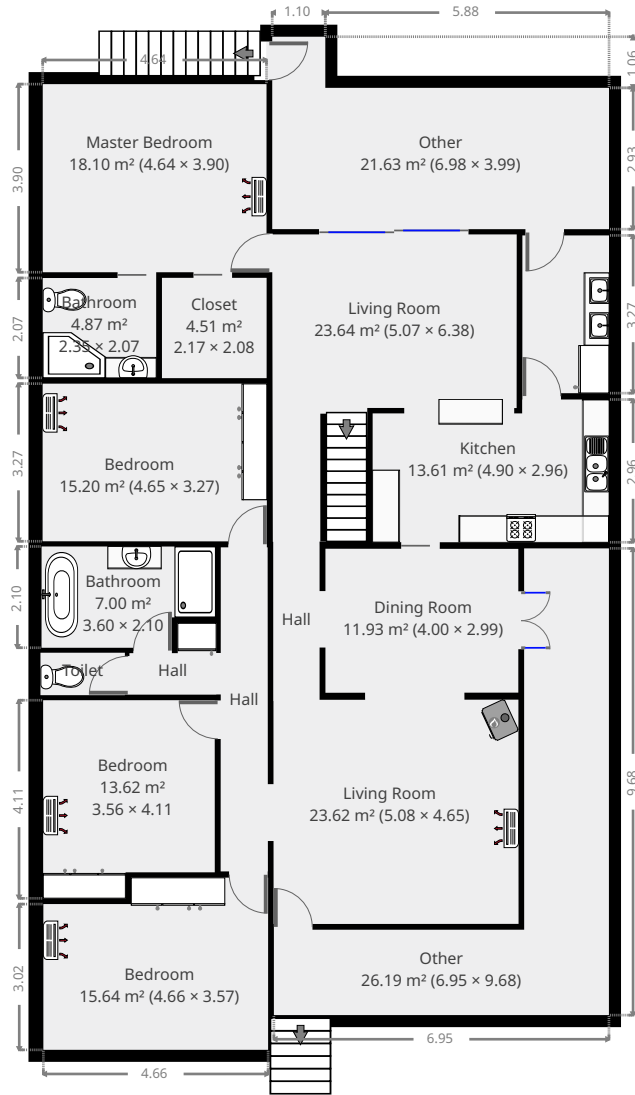 1.10
5.88
4.64
1.06
Master Bedroom
18.10 m² (4.64 × 3.90)
Other
21.63 m² (6.98 × 3.99)
3.90
2.93
Bathroom
4.87 m²
2.35 × 2.07
Closet
4.51 m²
2.17 × 2.08
Living Room
23.64 m² (5.07 × 6.38)
2.07
3.27
Bedroom
15.20 m² (4.65 × 3.27)
3.27
Kitchen
13.61 m² (4.90 × 2.96)
2.96
Bathroom
7.00 m²
3.60 × 2.10
2.10
Hall
Dining Room
11.93 m² (4.00 × 2.99)
Toilet
Hall
Hall
Bedroom
13.62 m²
3.56 × 4.11
4.11
Living Room
23.62 m² (5.08 × 4.65)
9.68
Bedroom
15.64 m² (4.66 × 3.57)
3.02
Other
26.19 m² (6.95 × 9.68)
6.95
4.66